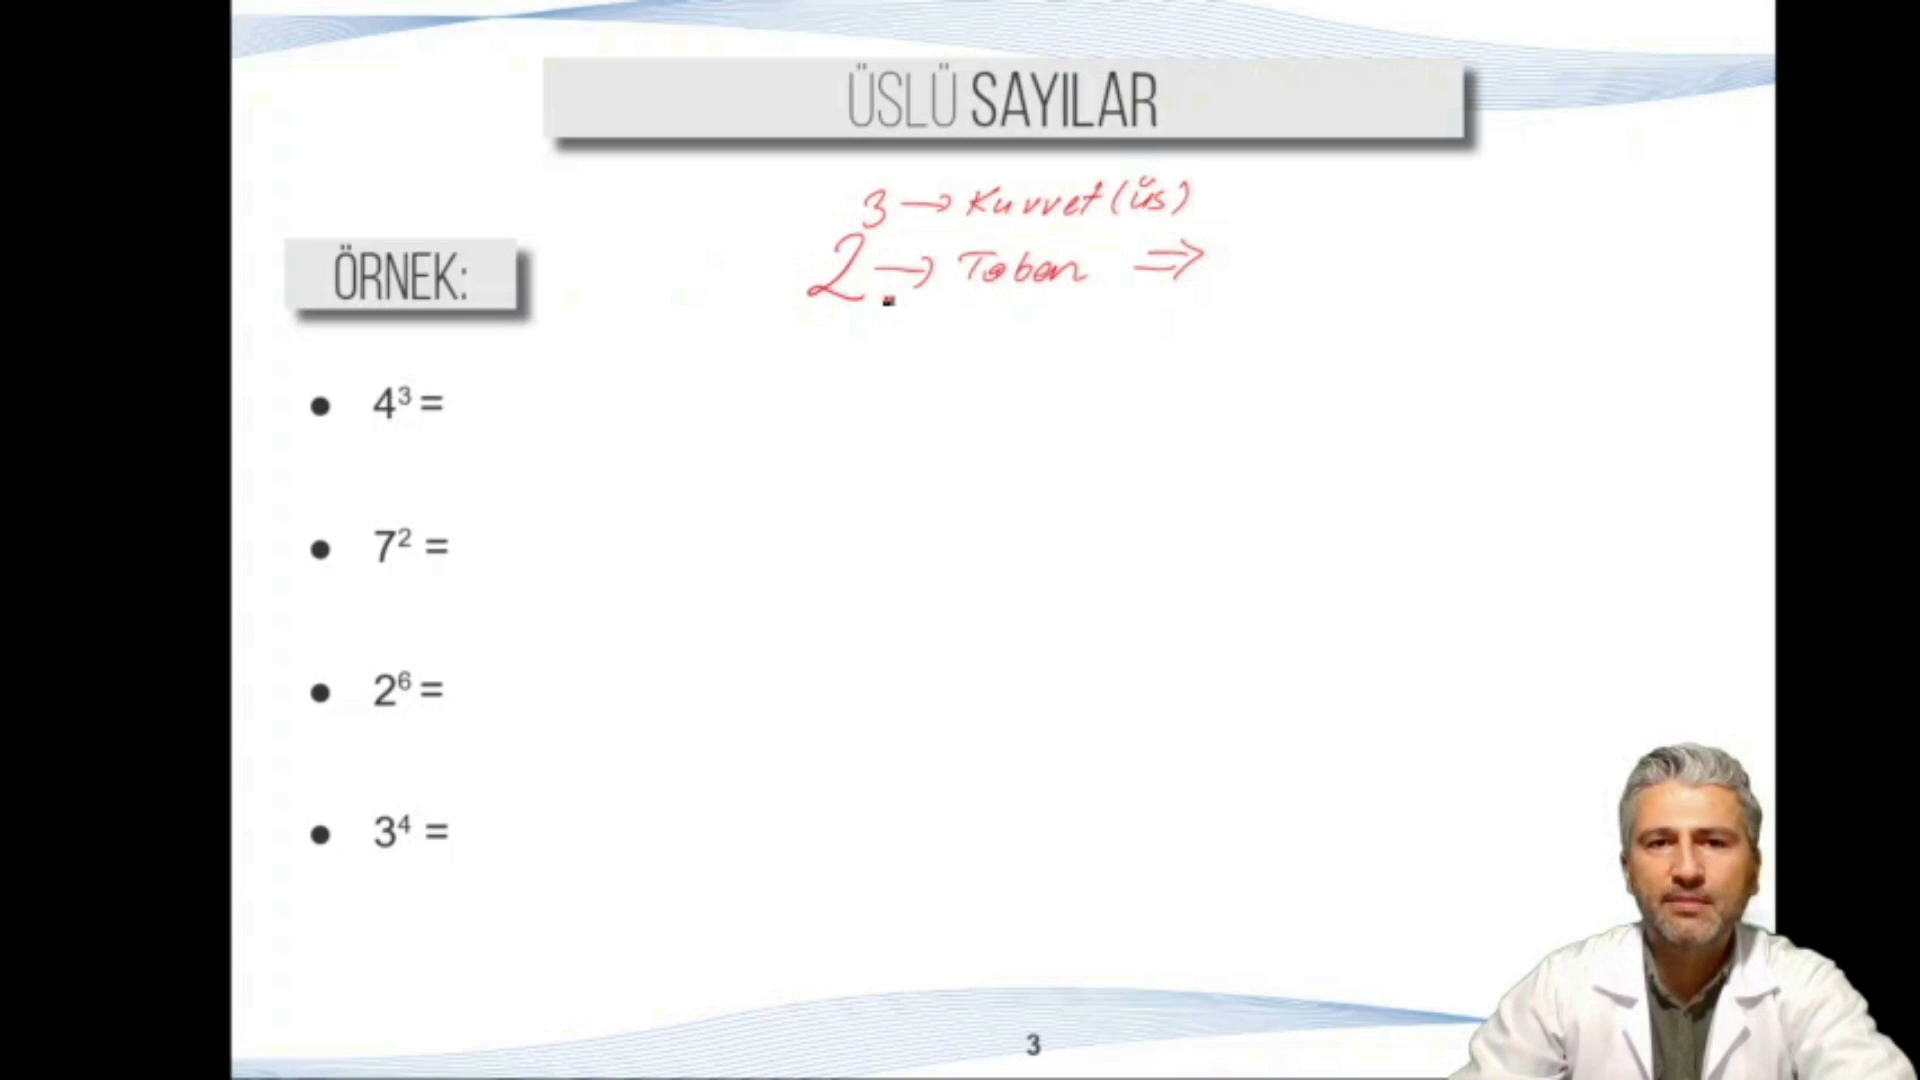 ÜSLÜ SAYILAR
3 → Kuvvet (üs)
2 → Taban ⇒
ÖRNEK:
● 4³ =
● 7² =
● 2⁶ =
● 3⁴ =
3